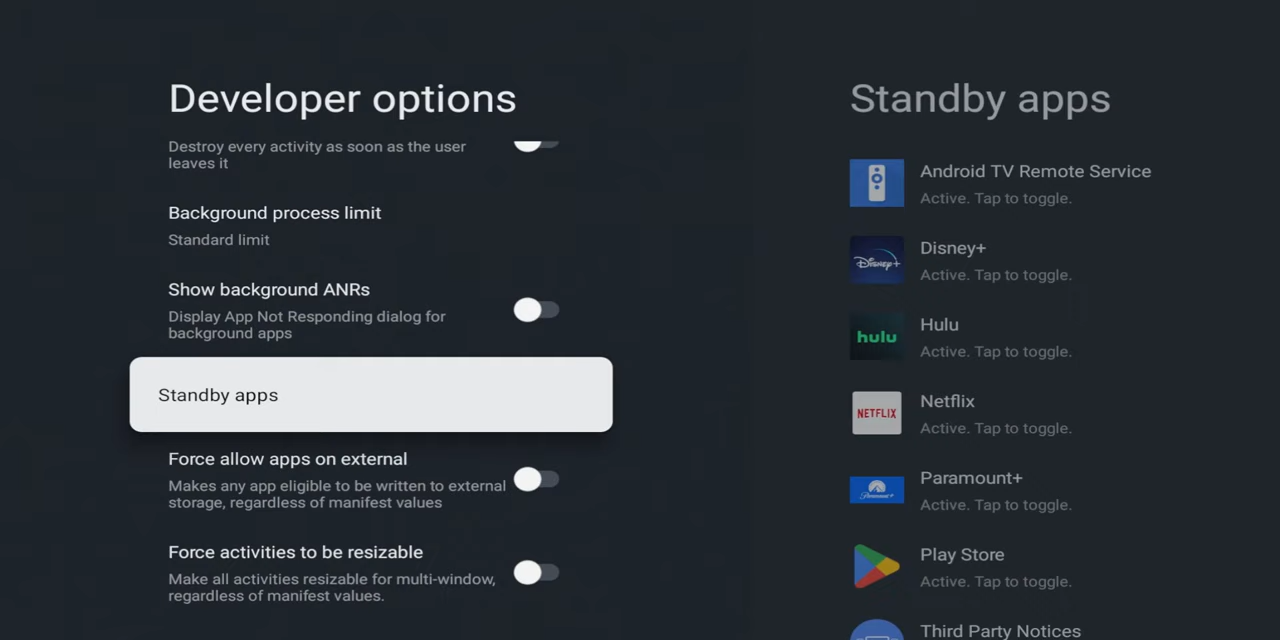 Developer options
Destroy every activity as soon as the user
leaves it
Background process limit
Standard limit
Show background ANRs
Display App Not Responding dialog for
background apps
Standby apps
Force allow apps on external
Makes any app eligible to be written to external
storage, regardless of manifest values
Force activities to be resizable
Make all activities resizable for multi-window,
regardless of manifest values.
Standby apps
Android TV Remote Service
Active. Tap to toggle.
Disney+
Disney+
Active. Tap to toggle.
hulu
Hulu
Active. Tap to toggle.
NETFLIX
Netflix
Active. Tap to toggle.
Paramount+
Paramount+
Active. Tap to toggle.
Play Store
Active. Tap to toggle.
Third Party Notices